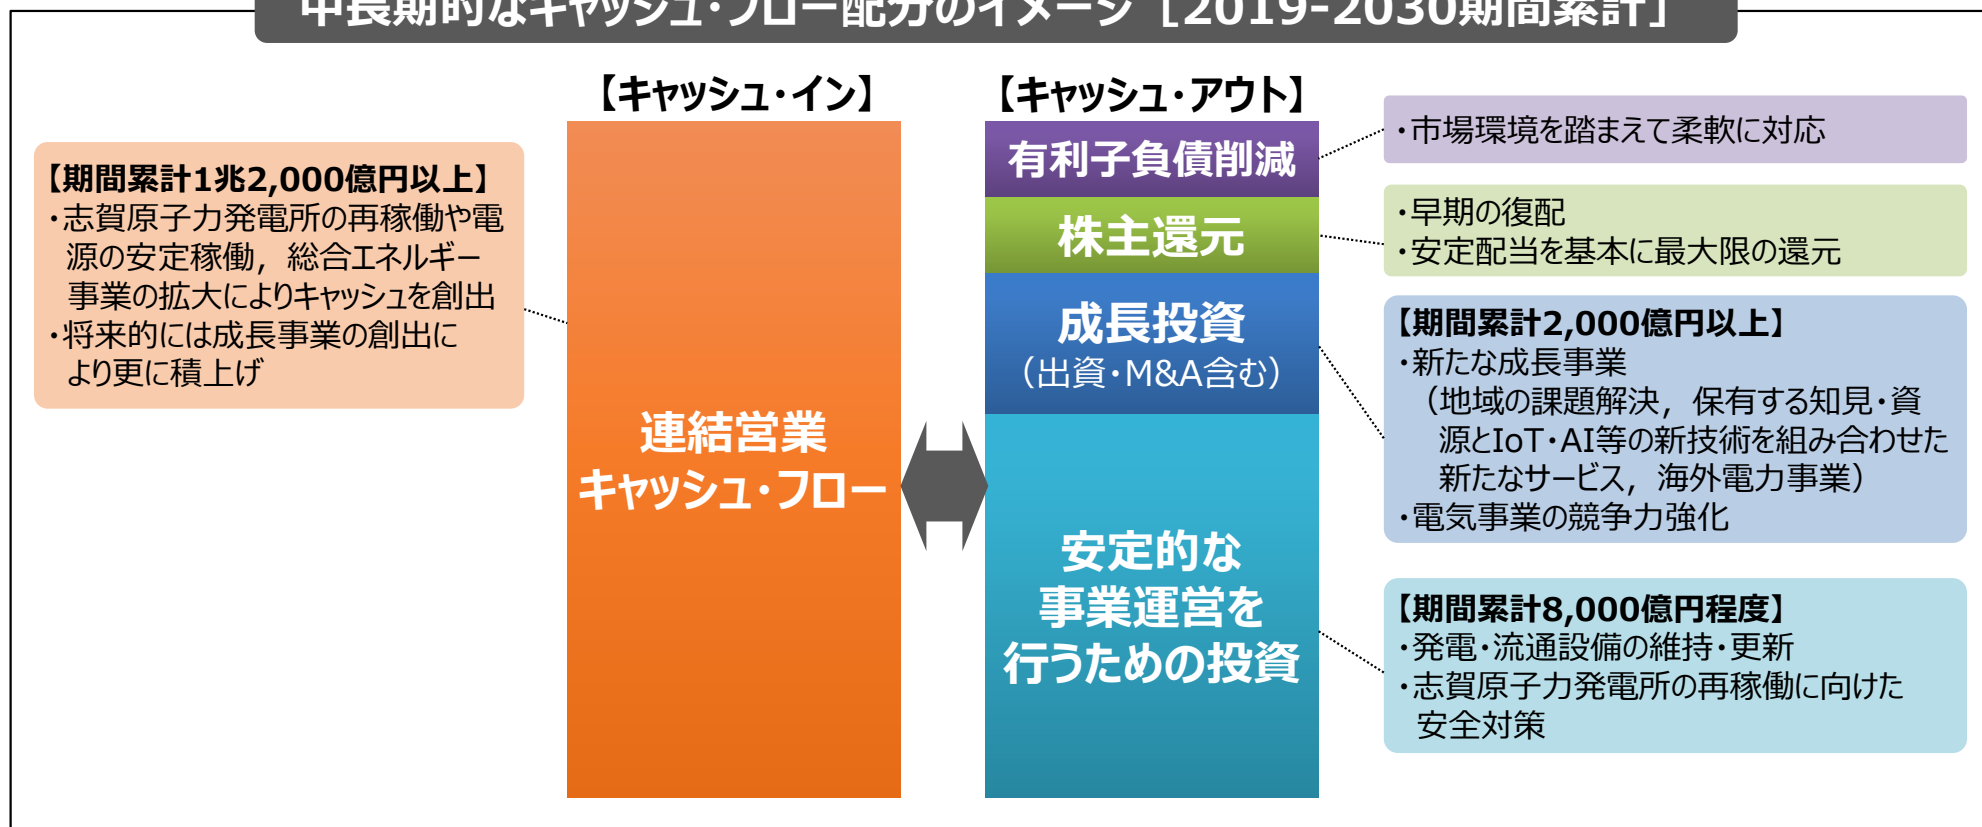 中長期的なキャッシュ・フロー配分のイメージ［2019-2030期間累計］
【キャッシュ・イン】
【期間累計1兆2,000億円以上】
・志賀原子力発電所の再稼働や電
源の安定稼働，総合エネルギー
事業の拡大によりキャッシュを創出
・将来的には成長事業の創出に
より更に積上げ
連結営業
キャッシュ・フロー
【キャッシュ・アウト】
有利子負債削減
・市場環境を踏まえて柔軟に対応
株主還元
・早期の復配
・安定配当を基本に最大限の還元
成長投資
（出資・M&A含む）
【期間累計2,000億円以上】
・新たな成長事業
（地域の課題解決，保有する知見・資
源とIoT・AI等の新技術を組み合わせた
新たなサービス，海外電力事業）
・電気事業の競争力強化
安定的な
事業運営を
行うための投資
【期間累計8,000億円程度】
・発電・流通設備の維持・更新
・志賀原子力発電所の再稼働に向けた
安全対策